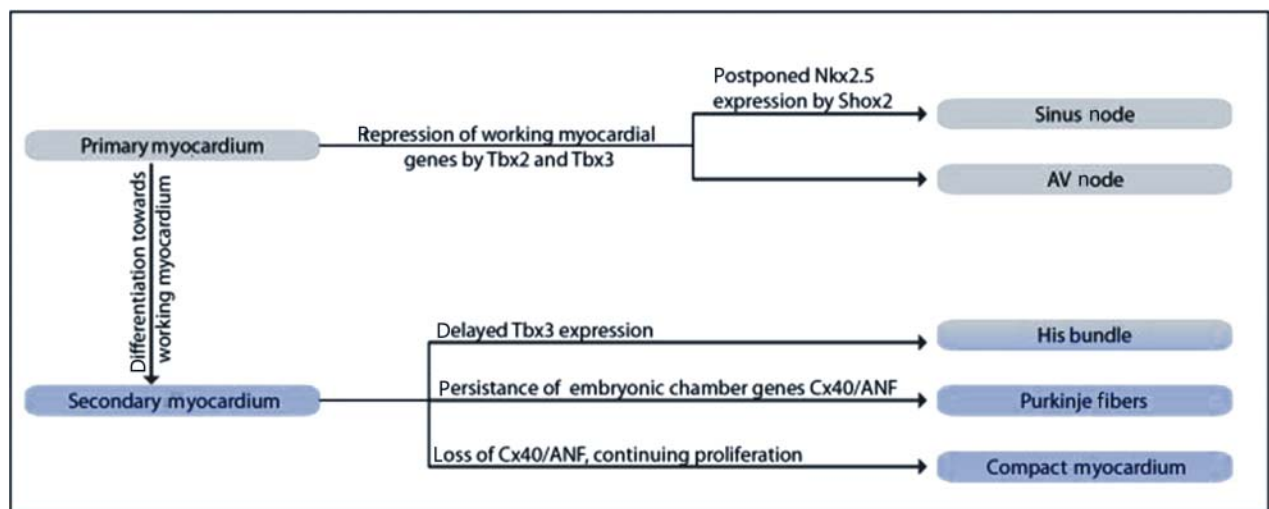 Postponed Nkx2.5
expression by Shox2
Sinus node
Primary myocardium
Repression of working myocardial
genes by Tbx2 and Tbx3
AV node
Differentiation towards
working myocardium
Delayed Tbx3 expression
His bundle
Secondary myocardium
Persistance of embryonic chamber genes Cx40/ANF
Purkinje fibers
Loss of Cx40/ANF, continuing proliferation
Compact myocardium